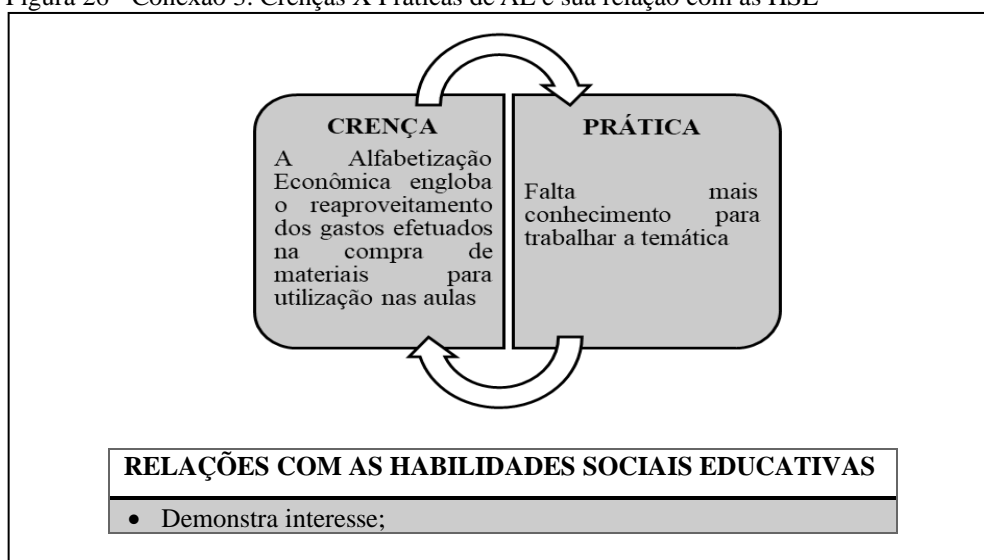 Figura 26 - Conexão 3: Crenças X Práticas de AE e sua relação com as HSE
CRENÇA
A Alfabetização
Econômica engloba
o reaproveitamento
dos gastos efetuados
na compra de
materiais para
utilização nas aulas
PRÁTICA
Falta mais
conhecimento para
trabalhar a temática
RELAÇÕES COM AS HABILIDADES SOCIAIS EDUCATIVAS
• Demonstra interesse;